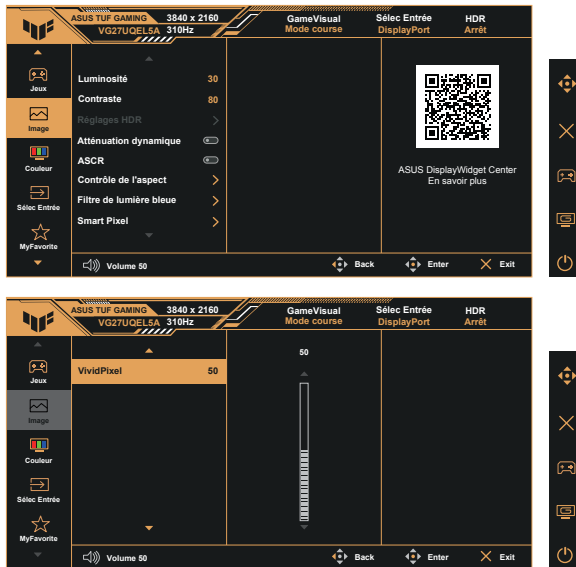 ASUS TUF GAMING 3840 x 2160
VG27UQEL5A 310Hz
GameVisual
Mode course
Sélec Entrée
DisplayPort
HDR
Arrêt
Jeux
Image
Couleur
Sélec Entrée
MyFavorite
Luminosité 30
Contraste 80
Réglages HDR
Atténuation dynamique
ASCR
Contrôle de l'aspect
Filtre de lumière bleue
Smart Pixel
ASUS DisplayWidget Center
En savoir plus
Volume 50
Back
Enter
Exit
ASUS TUF GAMING 3840 x 2160
VG27UQEL5A 310Hz
GameVisual
Mode course
Sélec Entrée
DisplayPort
HDR
Arrêt
Jeux
Image
Couleur
Sélec Entrée
MyFavorite
VividPixel 50
50
Volume 50
Back
Enter
Exit